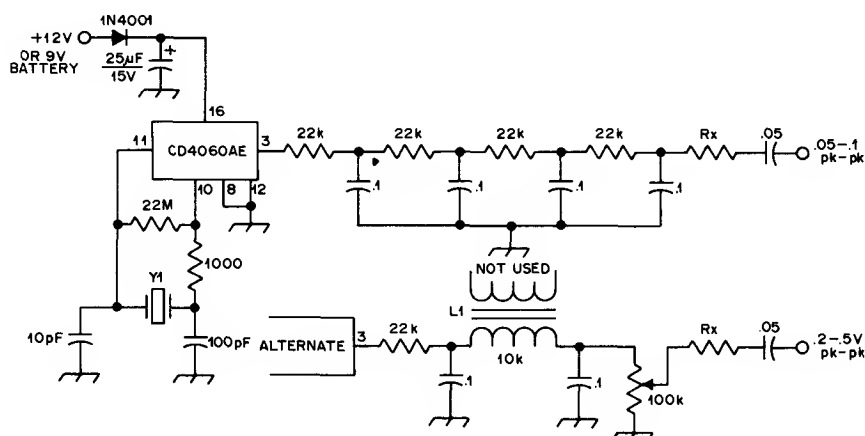 1N4001
+12V
OR 9V
BATTERY
25µF
15V
+
16
11
CD4060AE
3
22k
22k
22k
22k
Rx
.05
.05–.1
pk-pk
10
8
12
.1
.1
.1
.1
22M
1000
Y1
10pF
100pF
NOT USED
L1
10k
ALTERNATE
3
22k
.1
.1
100k
Rx
.05
.2–.5V
pk-pk